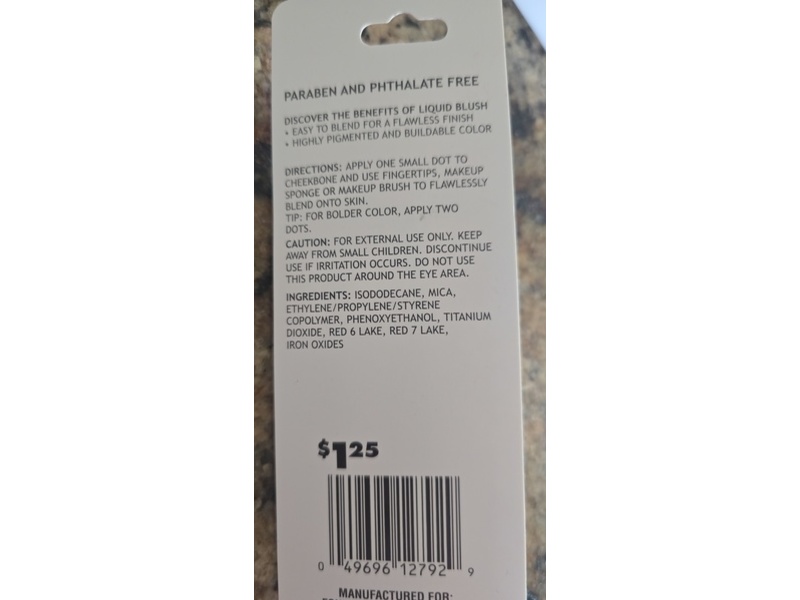 PARABEN AND PHTHALATE FREE
DISCOVER THE BENEFITS OF LIQUID BLUSH
• EASY TO BLEND FOR A FLAWLESS FINISH
• HIGHLY PIGMENTED AND BUILDABLE COLOR
DIRECTIONS: APPLY ONE SMALL DOT TO
CHEEKBONE AND USE FINGERTIPS, MAKEUP
SPONGE OR MAKEUP BRUSH TO FLAWLESSLY
BLEND ONTO SKIN.
TIP: FOR BOLDER COLOR, APPLY TWO
DOTS.
CAUTION: FOR EXTERNAL USE ONLY. KEEP
AWAY FROM SMALL CHILDREN. DISCONTINUE
USE IF IRRITATION OCCURS. DO NOT USE
THIS PRODUCT AROUND THE EYE AREA.
INGREDIENTS: ISODODECANE, MICA,
ETHYLENE/PROPYLENE/STYRENE
COPOLYMER, PHENOXYETHANOL, TITANIUM
DIOXIDE, RED 6 LAKE, RED 7 LAKE,
IRON OXIDES
$1.25
0 49696 12792 9
MANUFACTURED FOR: